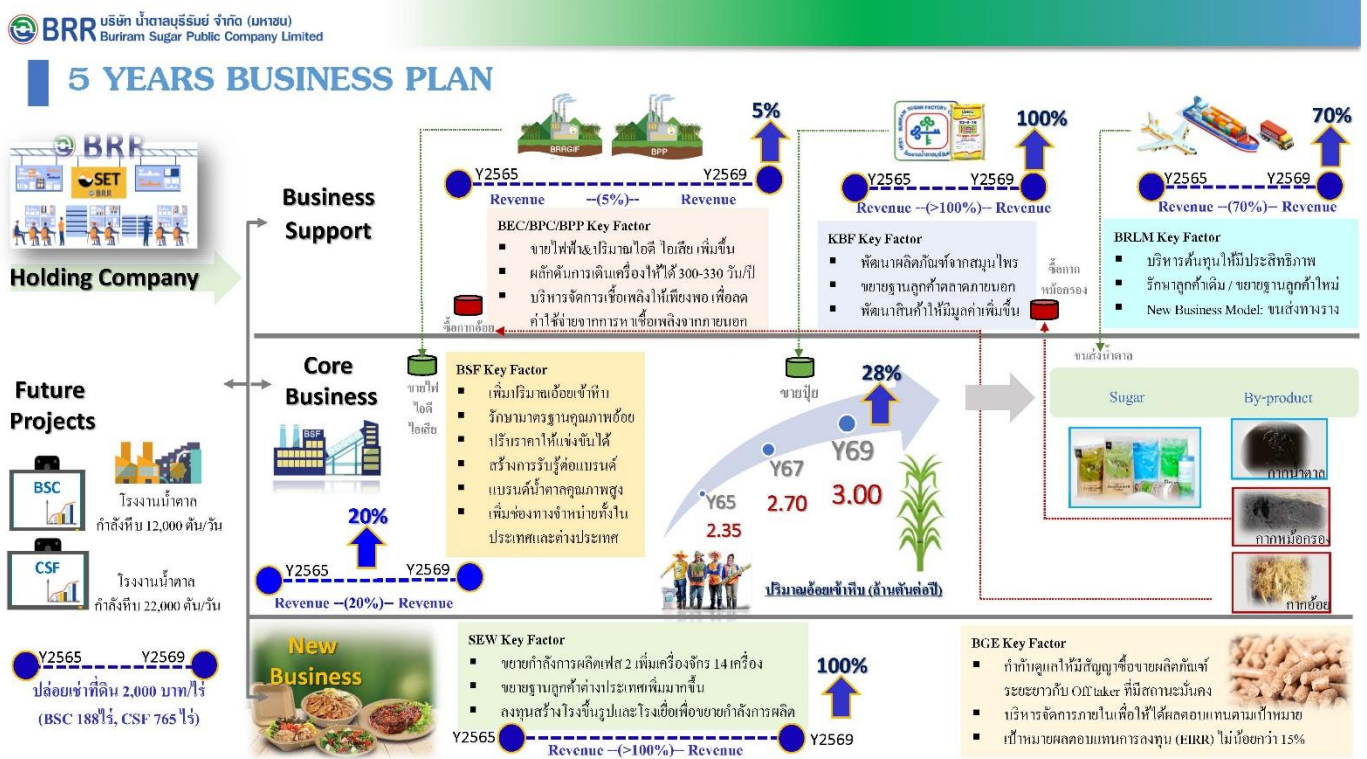 BRR บริษัท น้ำตาลบุรีรัมย์ จำกัด (มหาชน)
Buriram Sugar Public Company Limited
5 YEARS BUSINESS PLAN
BRR
SET
BRR
Holding Company
Business
Support
BRRGIF
BPP
5%
Y2565
Y2569
Revenue --(5%)-- Revenue
BEC/BPC/BPP Key Factor
▪ ขายไฟฟ้า&ปริมาณไอดี ไอเสีย เพิ่มขึ้น
▪ ผลักดันการเดินเครื่องให้ได้ 300-330 วัน/ปี
▪ บริหารจัดการเชื้อเพลิงให้เพียงพอ เพื่อลด
ค่าใช้จ่ายจากการหาเชื้อเพลิงจากภายนอก
ซื้อกากอ้อย
100%
Y2565
Y2569
Revenue --(>100%)-- Revenue
KBF Key Factor
▪ พัฒนาผลิตภัณฑ์จากสมุนไพร
▪ ขยายฐานลูกค้าตลาดภายนอก
▪ พัฒนาสินค้าให้มีมูลค่าเพิ่มขึ้น
ซื้อกาก
หม้อกรอง
70%
Y2565
Y2569
Revenue --(70%)-- Revenue
BRLM Key Factor
▪ บริหารต้นทุนให้มีประสิทธิภาพ
▪ รักษาลูกค้าเดิม / ขยายฐานลูกค้าใหม่
▪ New Business Model: ขนส่งทางราง
Future
Projects
BSC
โรงงานน้ำตาล
กำลังหีบ 12,000 ตัน/วัน
CSF
โรงงานน้ำตาล
กำลังหีบ 22,000 ตัน/วัน
Y2565
Y2569
ปล่อยเช่าที่ดิน 2,000 บาท/ไร่
(BSC 188ไร่, CSF 765 ไร่)
Core
Business
BSF
20%
Y2565
Y2569
Revenue --(20%)-- Revenue
ขายไฟ
ไอดี
ไอเสีย
BSF Key Factor
▪ เพิ่มปริมาณอ้อยเข้าหีบ
▪ รักษามาตรฐานคุณภาพอ้อย
▪ ปรับราคาให้แข่งขันได้
▪ สร้างการรับรู้ต่อแบรนด์
▪ แบรนด์น้ำตาลคุณภาพสูง
▪ เพิ่มช่องทางจำหน่ายทั้งใน
ประเทศและต่างประเทศ
ขายปุ๋ย
28%
Y65
2.35
Y67
2.70
Y69
3.00
ปริมาณอ้อยเข้าหีบ (ล้านตันต่อปี)
ขนส่งน้ำตาล
Sugar
By-product
กากน้ำตาล
กากหม้อกรอง
กากอ้อย
New
Business
SEW Key Factor
▪ ขยายกำลังการผลิตเฟส 2 เพิ่มเครื่องจักร 14 เครื่อง
▪ ขยายฐานลูกค้าต่างประเทศเพิ่มมากขึ้น
▪ ลงทุนสร้างโรงขึ้นรูปและโรงเยื่อเพื่อขยายกำลังการผลิต
100%
Y2565
Y2569
Revenue --(>100%)-- Revenue
BGE Key Factor
▪ กำกับดูแลให้มีสัญญาซื้อขายผลิตภัณฑ์
ระยะยาวกับ Off taker ที่มีสถานะมั่นคง
▪ บริหารจัดการภายในเพื่อให้ได้ผลตอบแทนตามเป้าหมาย
▪ เป้าหมายผลตอบแทนการลงทุน (EIRR) ไม่น้อยกว่า 15%